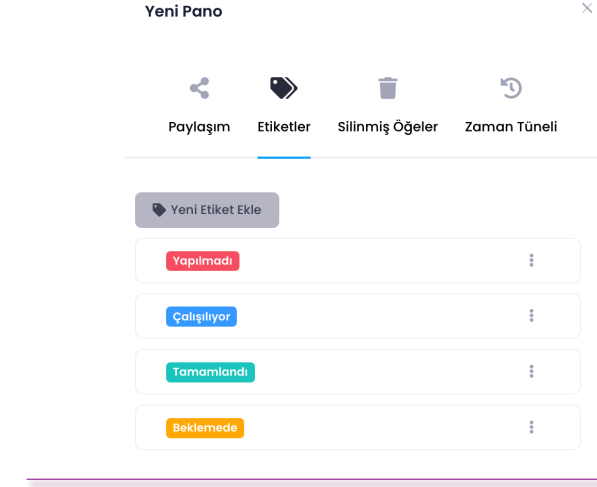 Yeni Pano
Paylaşım Etiketler Silinmiş Öğeler Zaman Tüneli
Yeni Etiket Ekle
Yapılmadı
Çalışılıyor
Tamamlandı
Beklemede